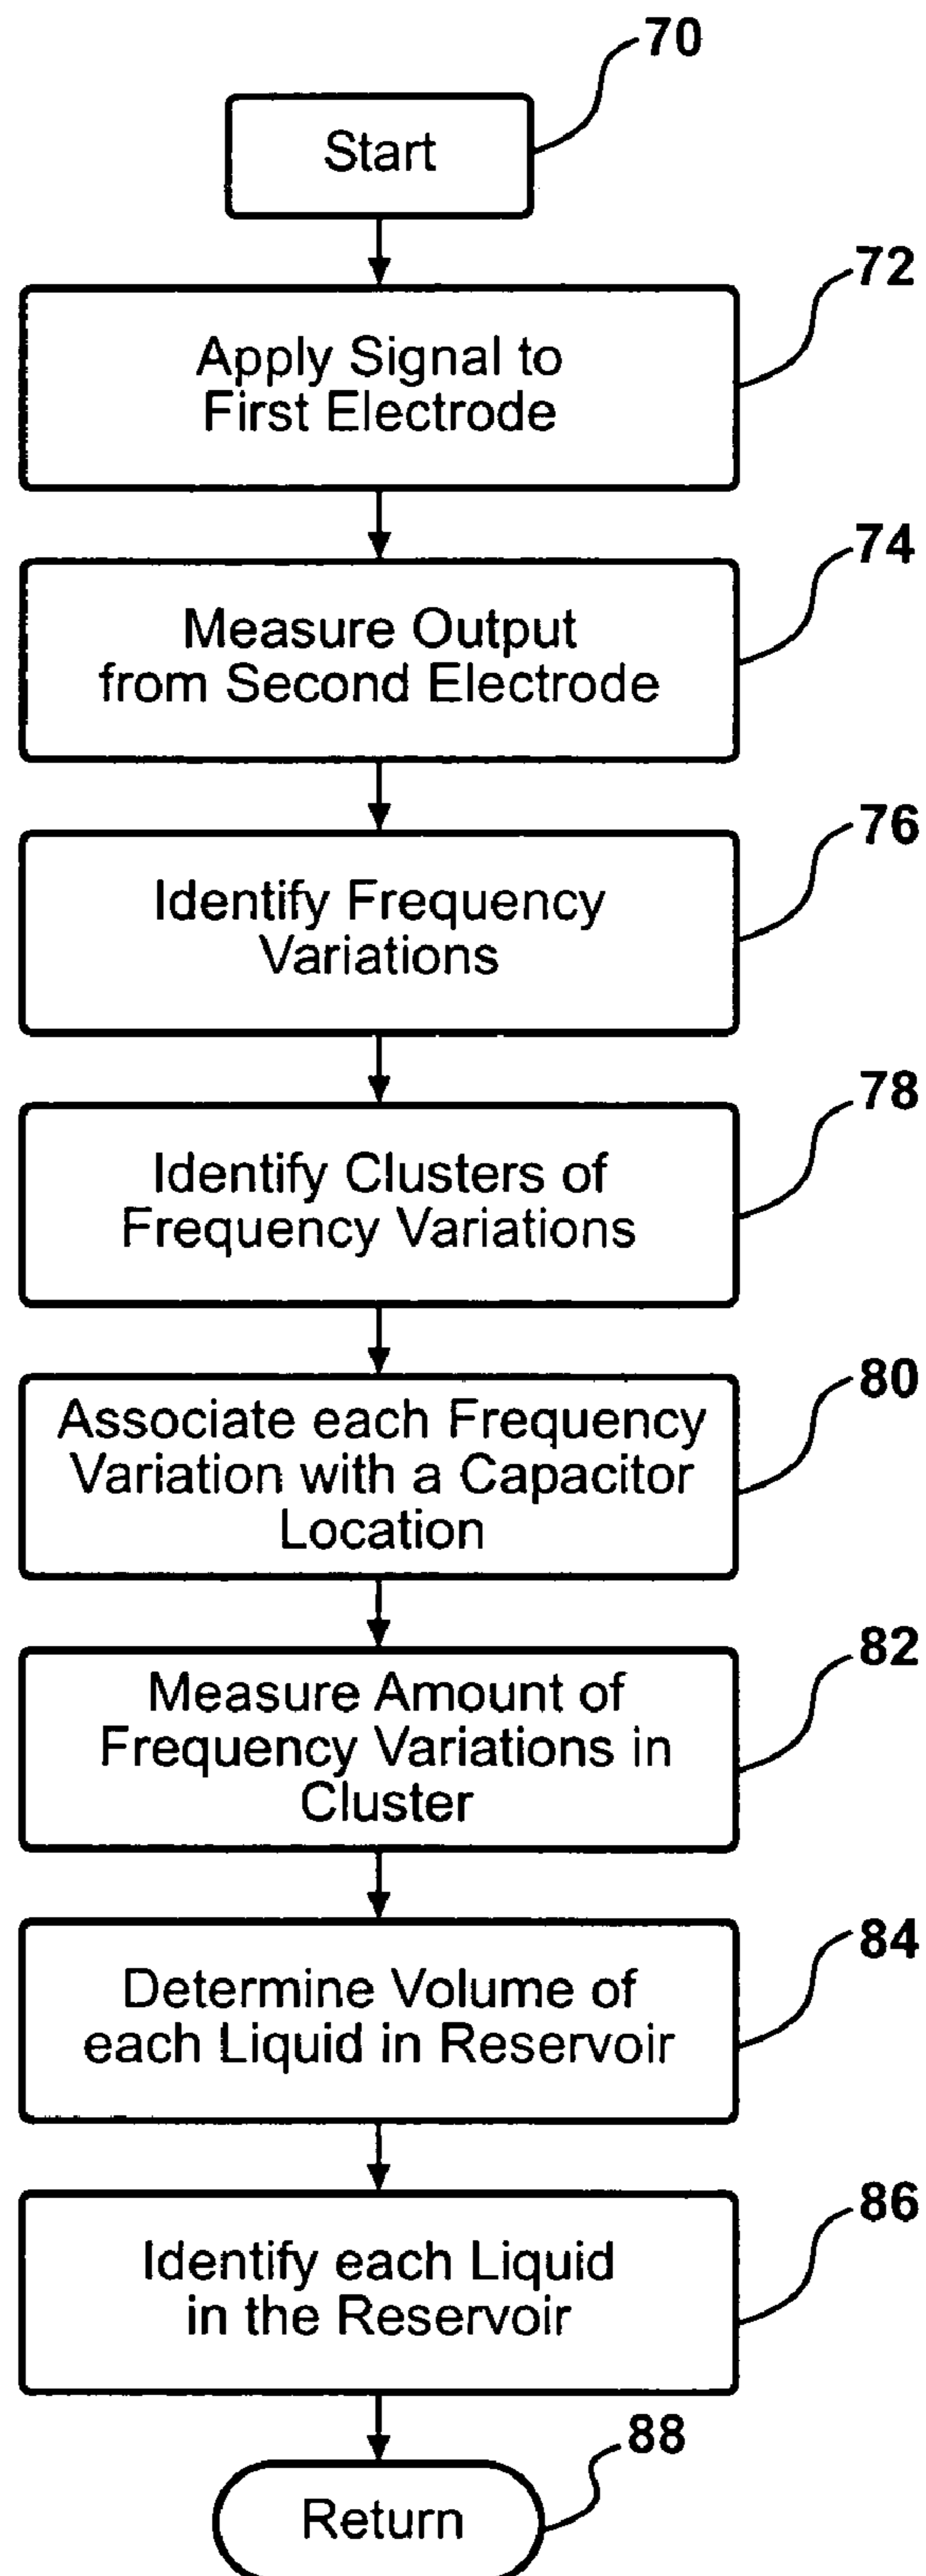 70
Start
72
Apply Signal to
First Electrode
74
Measure Output
from Second Electrode
76
Identify Frequency
Variations
78
Identify Clusters of
Frequency Variations
80
Associate each Frequency
Variation with a Capacitor
Location
82
Measure Amount of
Frequency Variations in
Cluster
84
Determine Volume of
each Liquid in Reservoir
86
Identify each Liquid
in the Reservoir
88
Return